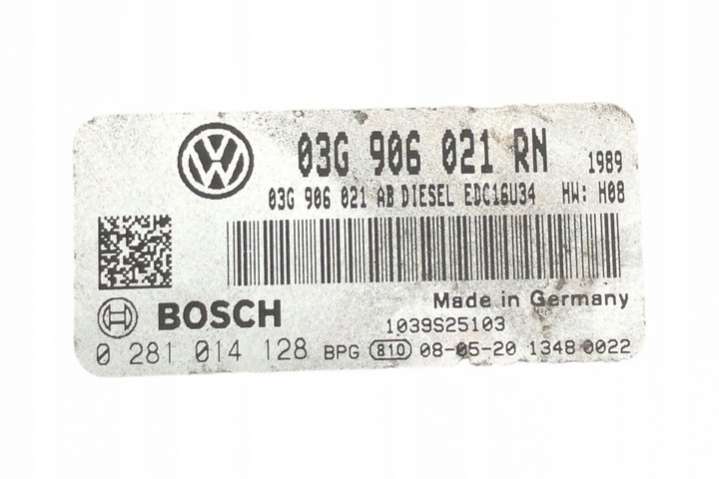 03G 906 021 RN 1989
03G 906 021 AB DIESEL EDC16U34 HW: H08
Made in Germany
BOSCH 1039S25103
0 281 014 128 BPG 810 08-05-20 1348 0022